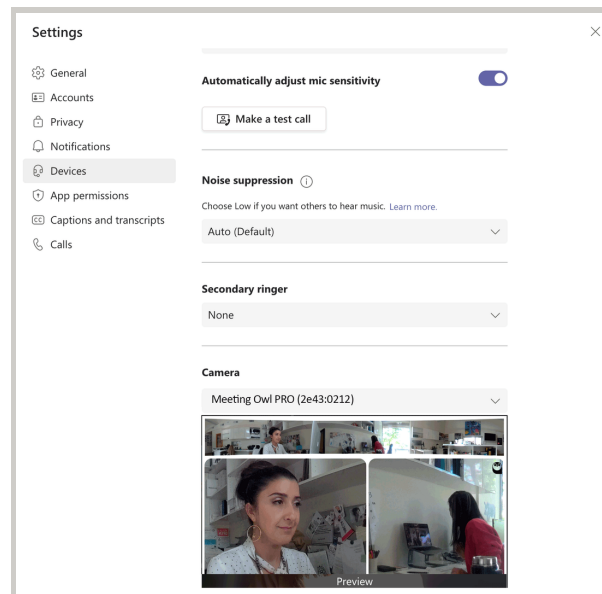 Settings
General
Accounts
Privacy
Notifications
Devices
App permissions
CC Captions and transcripts
Calls
Automatically adjust mic sensitivity
Make a test call
Noise suppression
Choose Low if you want others to hear music. Learn more.
Auto (Default)
Secondary ringer
None
Camera
Meeting Owl PRO (2e43:0212)
Preview